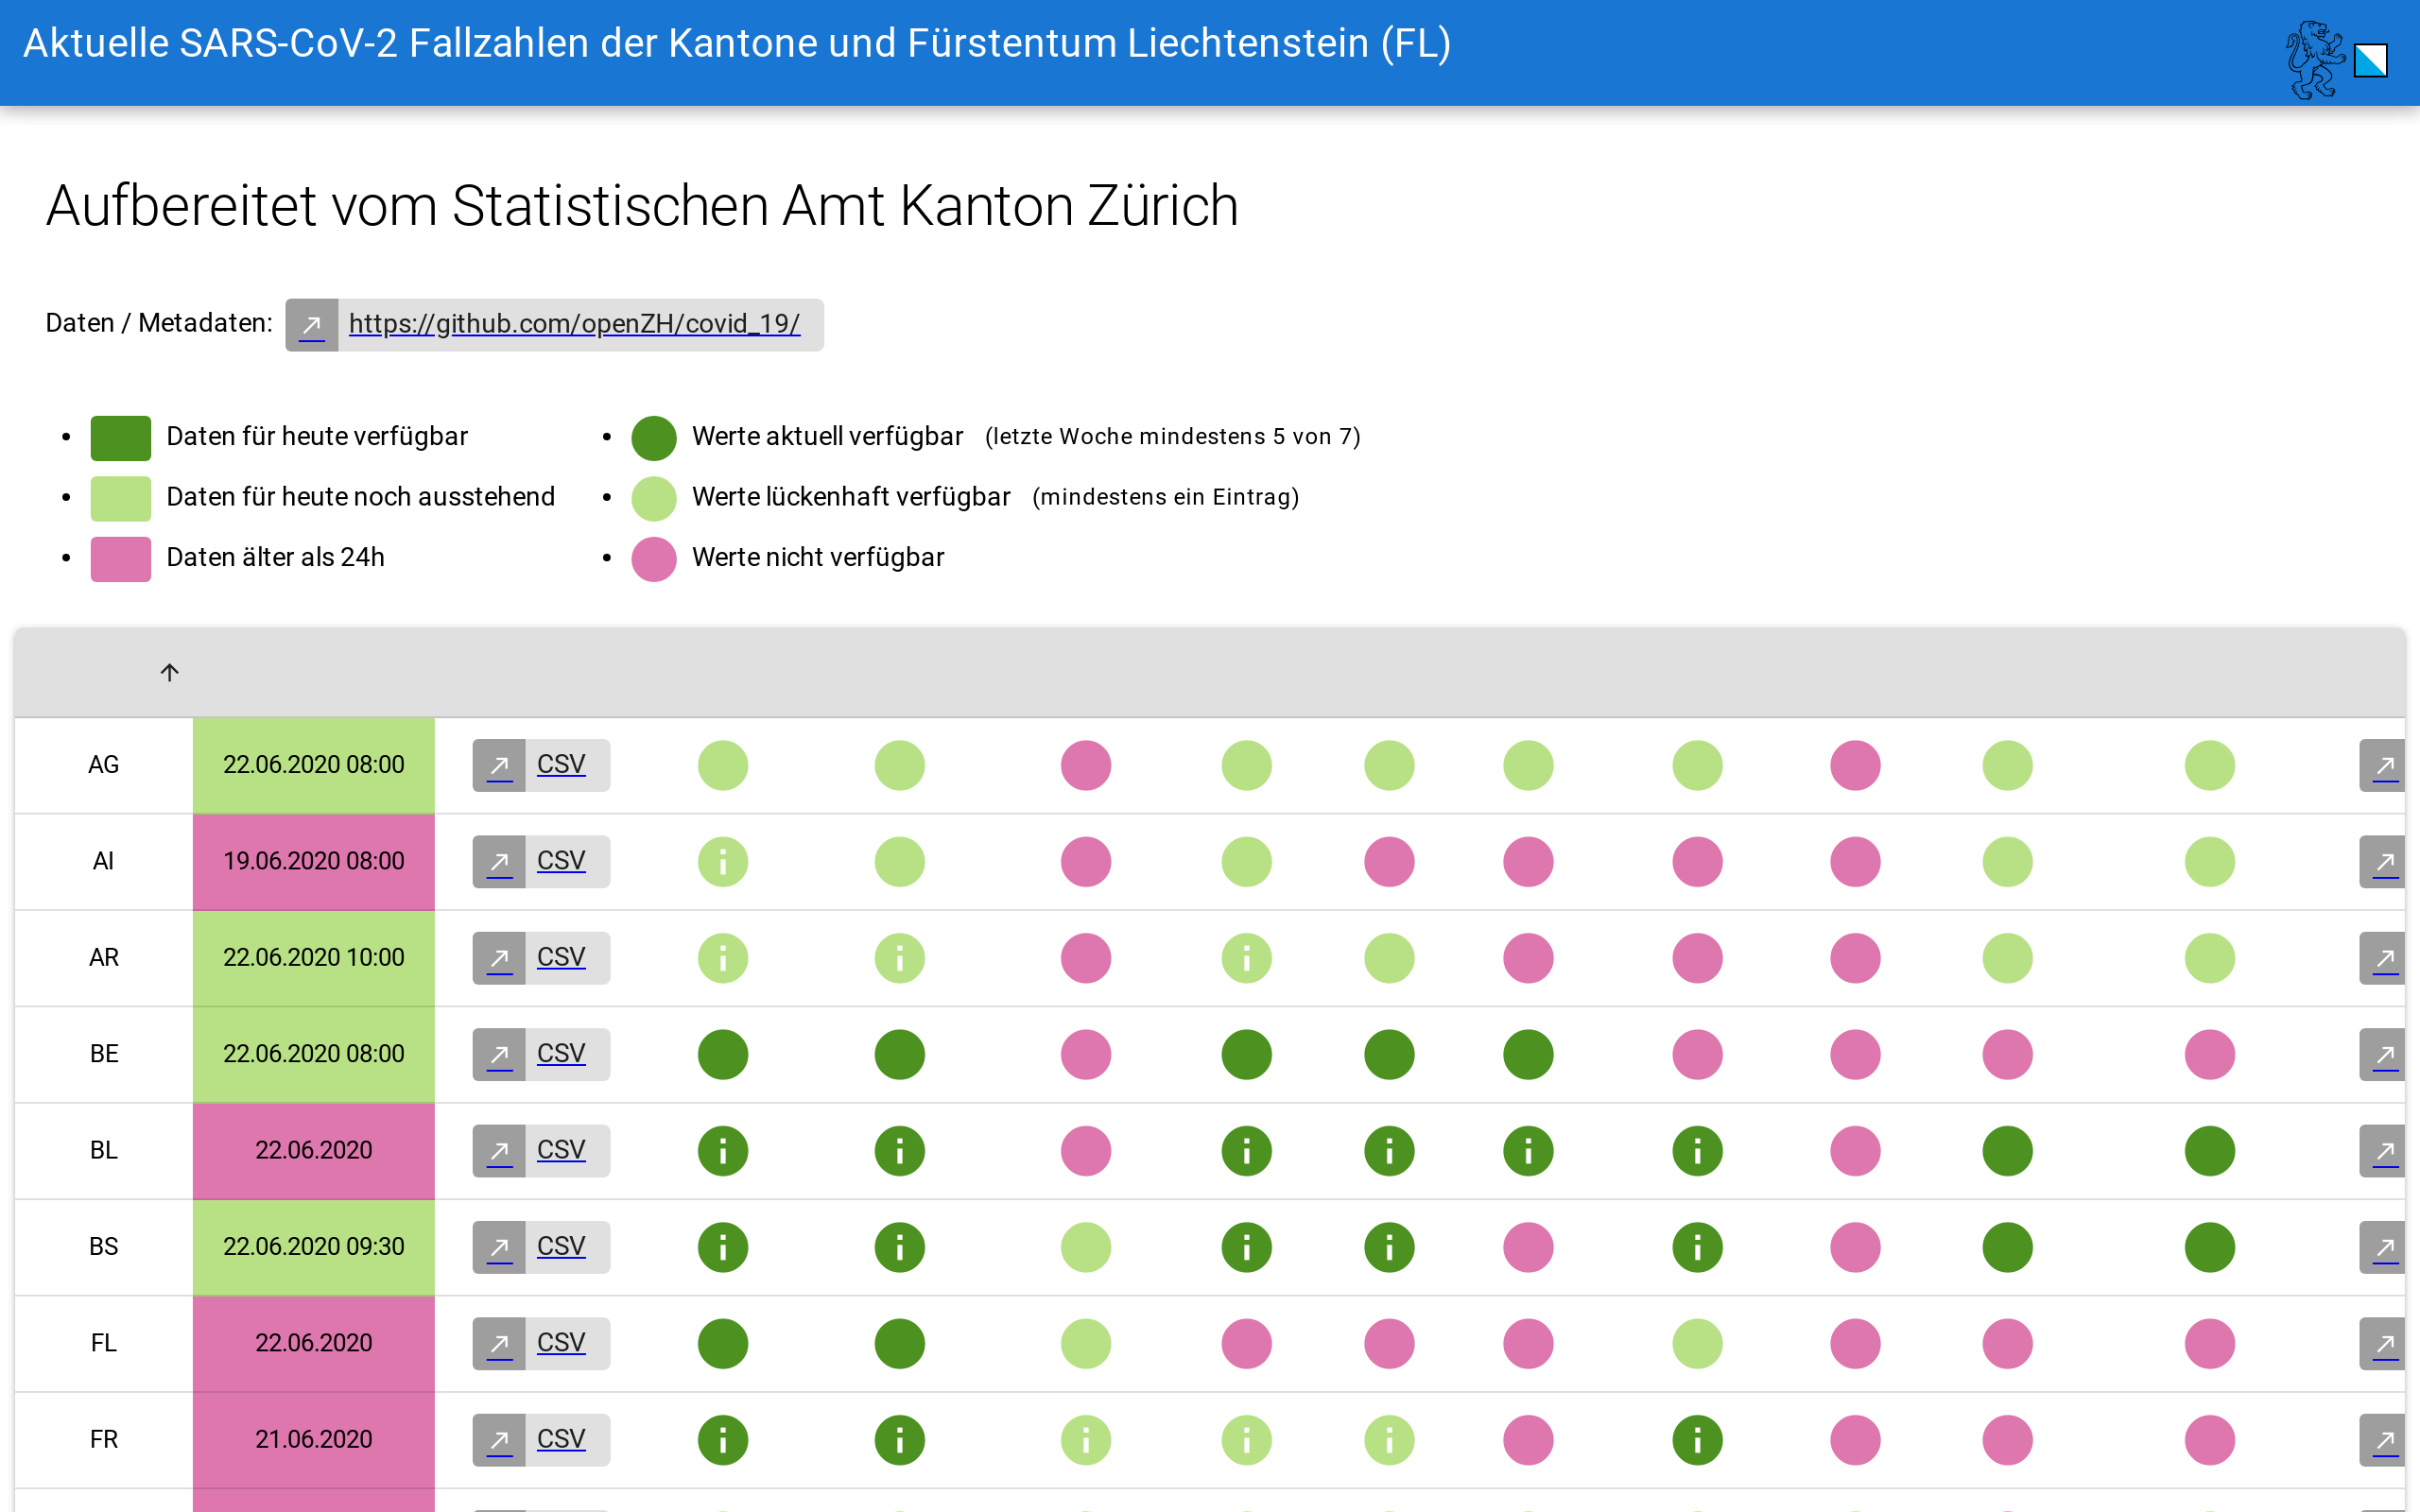 Aktuelle SARS-CoV-2 Fallzahlen der Kantone und Fürstentum Liechtenstein (FL)
Aufbereitet vom Statistischen Amt Kanton Zürich
Daten / Metadaten: https://github.com/openZH/covid_19/
Daten für heute verfügbar
Daten für heute noch ausstehend
Daten älter als 24h
Werte aktuell verfügbar (letzte Woche mindestens 5 von 7)
Werte lückenhaft verfügbar (mindestens ein Eintrag)
Werte nicht verfügbar
AG 22.06.2020 08:00 CSV
AI 19.06.2020 08:00 CSV
AR 22.06.2020 10:00 CSV
BE 22.06.2020 08:00 CSV
BL 22.06.2020 CSV
BS 22.06.2020 09:30 CSV
FL 22.06.2020 CSV
FR 21.06.2020 CSV